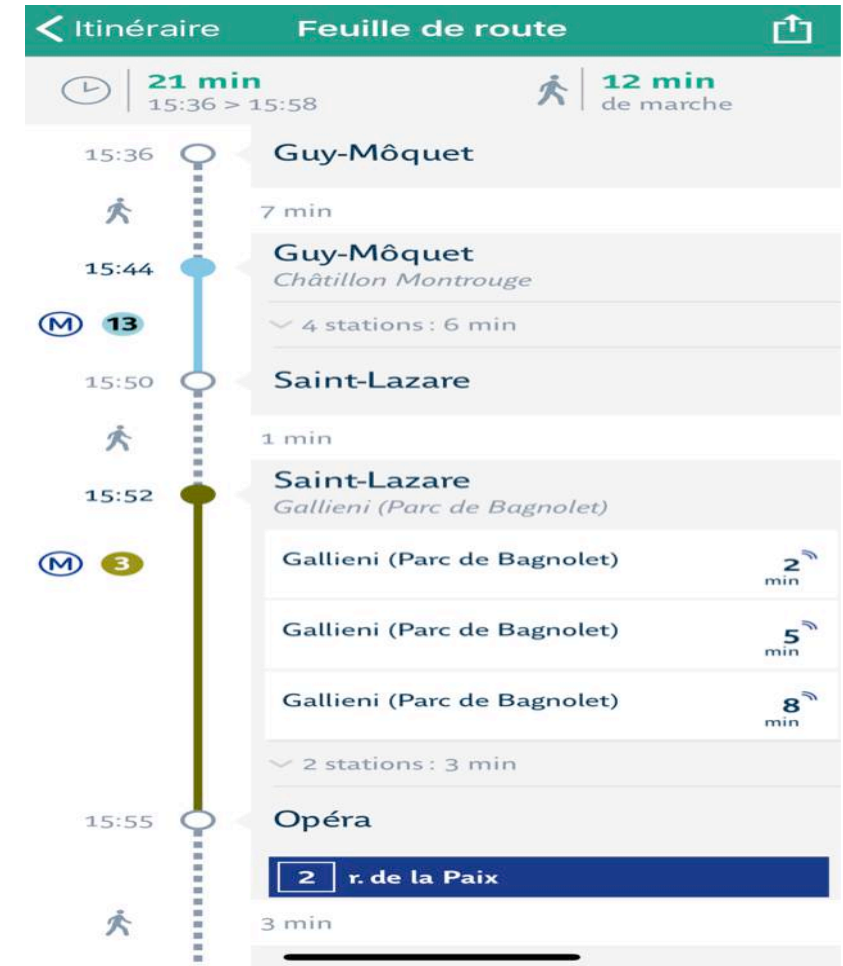 Itinéraire Feuille de route
21 min 12 min
15:36 > 15:58 de marche
15:36 Guy-Môquet
7 min
Guy-Môquet
15:44 Châtillon Montrouge
M 13 4 stations : 6 min
15:50 Saint-Lazare
1 min
Saint-Lazare
15:52 Gallieni (Parc de Bagnolet)
M 3 Gallieni (Parc de Bagnolet) 2
min
Gallieni (Parc de Bagnolet) 5
min
Gallieni (Parc de Bagnolet) 8
min
2 stations : 3 min
15:55 Opéra
2 r. de la Paix
3 min